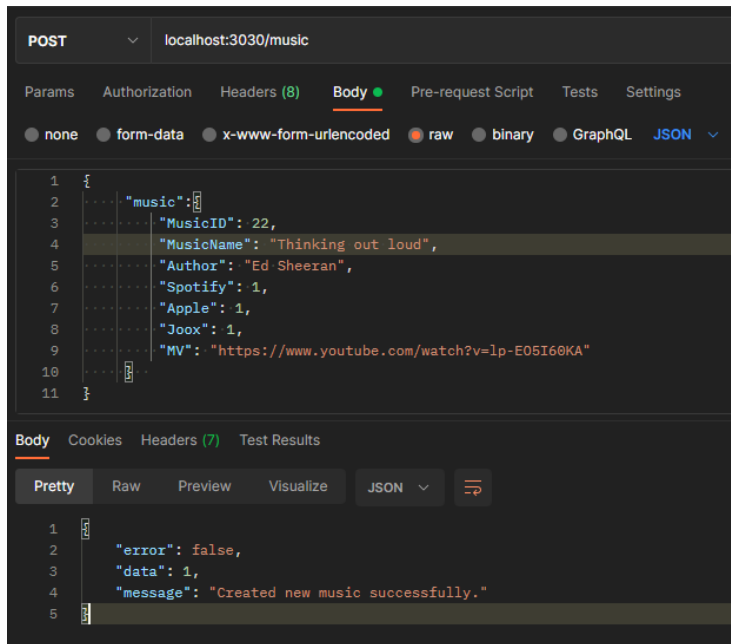 POST localhost:3030/music
Params Authorization Headers (8) Body Pre-request Script Tests Settings
none form-data x-www-form-urlencoded raw binary GraphQL JSON
1 {
2 "music":{
3 "MusicID": 22,
4 "MusicName": "Thinking out loud",
5 "Author": "Ed Sheeran",
6 "Spotify": 1,
7 "Apple": 1,
8 "Joox": 1,
9 "MV": "https://www.youtube.com/watch?v=lp-EO5I60KA"
10 }
11 }
Body Cookies Headers (7) Test Results
Pretty Raw Preview Visualize JSON
1 {
2 "error": false,
3 "data": 1,
4 "message": "Created new music successfully."
5 }